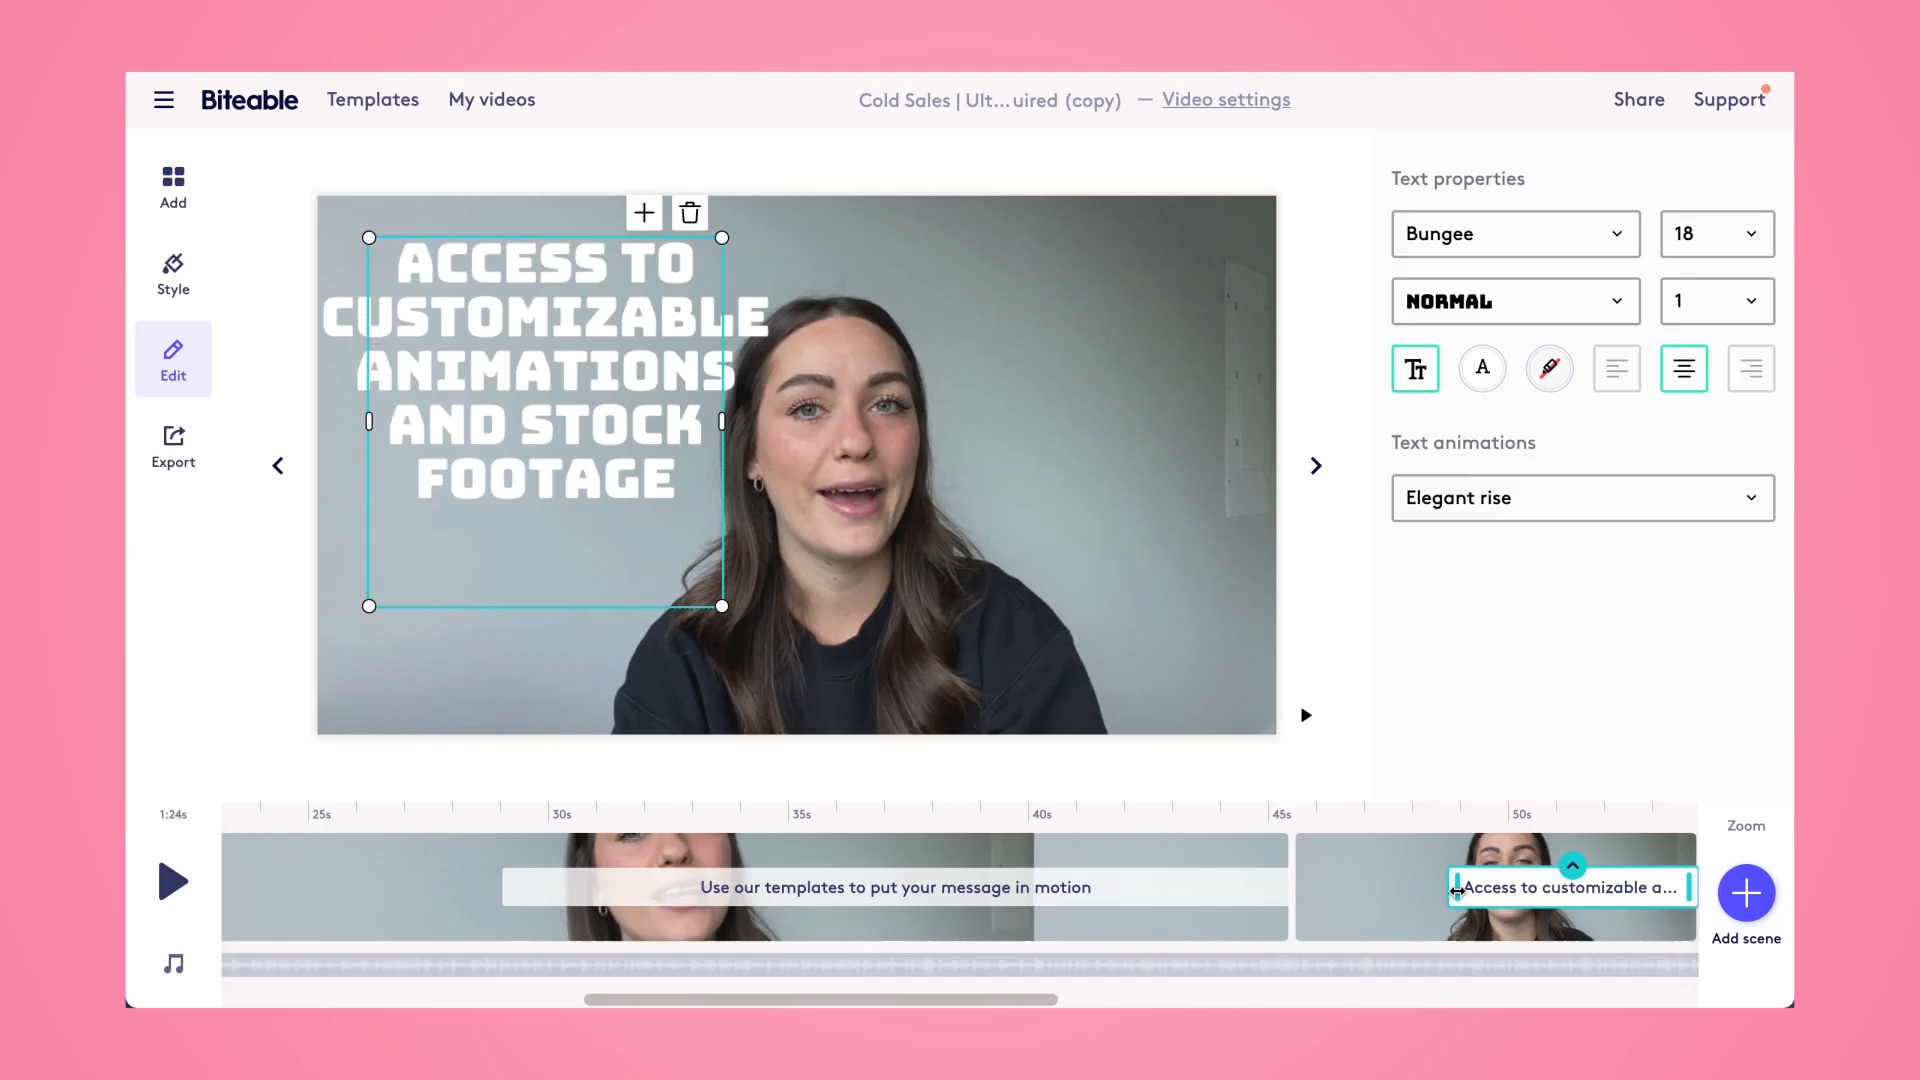 Biteable
Templates
My videos
Cold Sales | Ult...uired (copy)
— Video settings
Share
Support
Add
Style
Edit
Export
ACCESS TO
CUSTOMIZABLE
ANIMATIONS
AND STOCK
FOOTAGE
Text properties
Bungee
18
NORMAL
1
Tt
A
Text animations
Elegant rise
1:24s
25s
30s
35s
40s
45s
50s
Zoom
Use our templates to put your message in motion
Access to customizable a...
Add scene